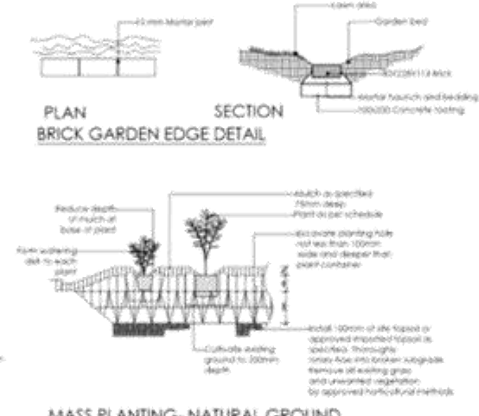 Lawn area
10 mm Mortar joint
Garden bed
Mortar haunch and bedding
Concrete footing
PLAN
SECTION
BRICK GARDEN EDGE DETAIL
Mulch as specified
75mm deep
Reduce depth
of mulch at
base of plant
Plant as per schedule
Form watering
dish to each
plant
Excavate planting hole
not less than 100mm
wide and deeper than
plant container
Cultivate existing
ground to 200mm
depth
Install 100mm of site topsoil or
approved imported topsoil as
specified. Thoroughly
rotary hoe into broken subgrade
Remove all existing grass
and unwanted vegetation
by approved horticultural methods
MASS PLANTING- NATURAL GROUND